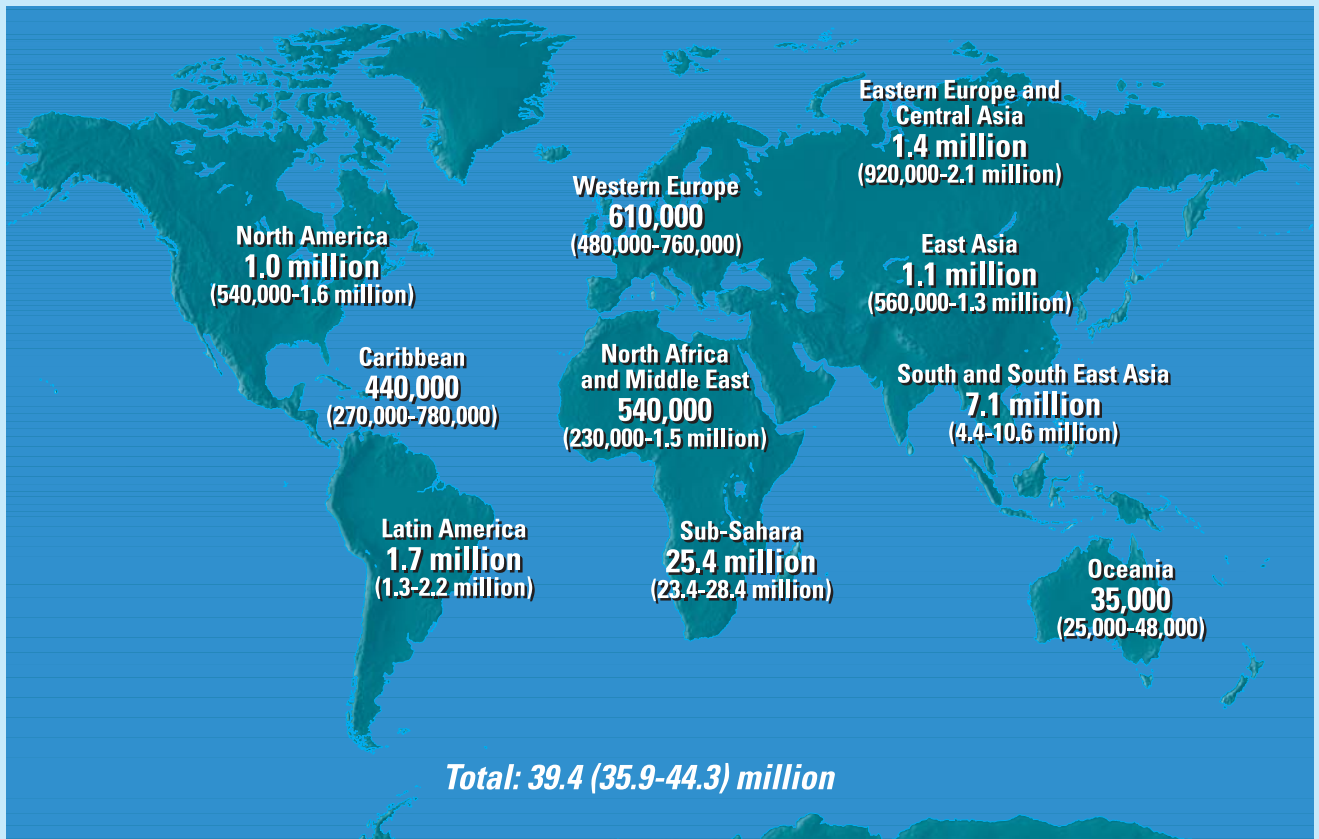 Eastern Europe and
Central Asia
1.4 million
(920,000-2.1 million)
Western Europe
610,000
(480,000-760,000)
North America
1.0 million
(540,000-1.6 million)
East Asia
1.1 million
(560,000-1.3 million)
Caribbean
440,000
(270,000-780,000)
North Africa
and Middle East
540,000
(230,000-1.5 million)
South and South East Asia
7.1 million
(4.4-10.6 million)
Latin America
1.7 million
(1.3-2.2 million)
Sub-Sahara
25.4 million
(23.4-28.4 million)
Oceania
35,000
(25,000-48,000)
Total: 39.4 (35.9-44.3) million